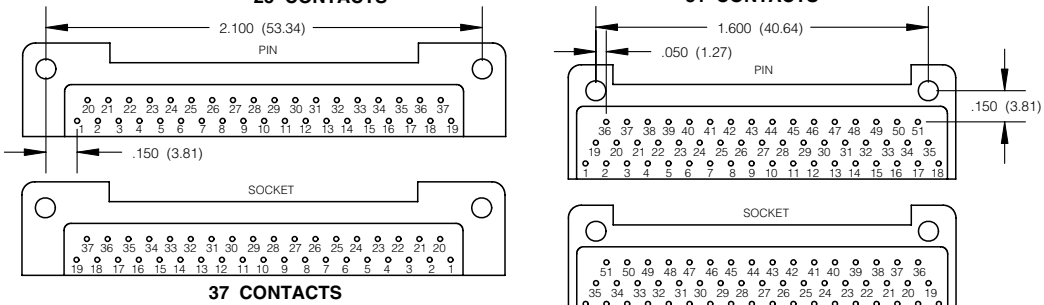 2.100 (53.34)
PIN
20 21 22 23 24 25 26 27 28 29 30 31 32 33 34 35 36 37
1 2 3 4 5 6 7 8 9 10 11 12 13 14 15 16 17 18 19
.150 (3.81)
SOCKET
37 36 35 34 33 32 31 30 29 28 27 26 25 24 23 22 21 20
19 18 17 16 15 14 13 12 11 10 9 8 7 6 5 4 3 2 1
37 CONTACTS
1.600 (40.64)
.050 (1.27)
PIN
.150 (3.81)
36 37 38 39 40 41 42 43 44 45 46 47 48 49 50 51
19 20 21 22 23 24 25 26 27 28 29 30 31 32 33 34 35
1 2 3 4 5 6 7 8 9 10 11 12 13 14 15 16 17 18
SOCKET
51 50 49 48 47 46 45 44 43 42 41 40 39 38 37 36
35 34 33 32 31 30 29 28 27 26 25 24 23 22 21 20 19